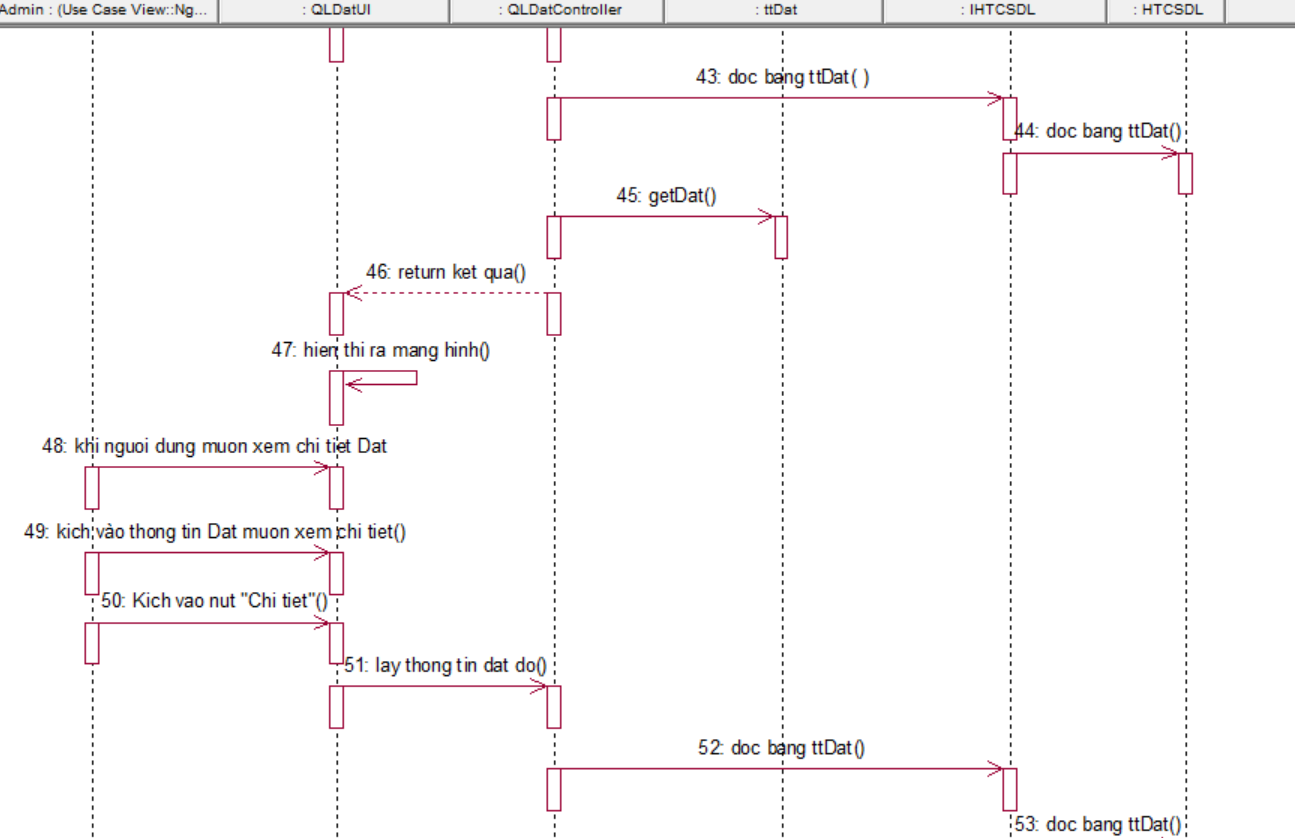 Admin : (Use Case View::Ng...
: QLDatUI
: QLDatController
: ttDat
: IHTCSDL
: HTCSDL
43: doc bang ttDat( )
44: doc bang ttDat()
45: getDat()
46: return ket qua()
47: hien thi ra mang hinh()
48: khi nguoi dung muon xem chi tiet Dat
49: kich vào thong tin Dat muon xem chi tiet()
50: Kich vao nut "Chi tiet"()
51: lay thong tin dat do()
52: doc bang ttDat()
53: doc bang ttDat()